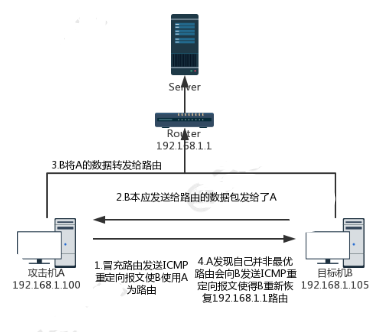 Server
Router
192.168.1.1
3.B将A的数据转发给路由
2.B本应发送给路由的数据包发给了A
攻击机A
192.168.1.100
1.冒充路由发送ICMP
重定向报文使B使用A
为路由
4.A发现自己并非最优
路由会向B发送ICMP重
定向报文使得B重新恢
复192.168.1.1路由
目标机B
192.168.1.105